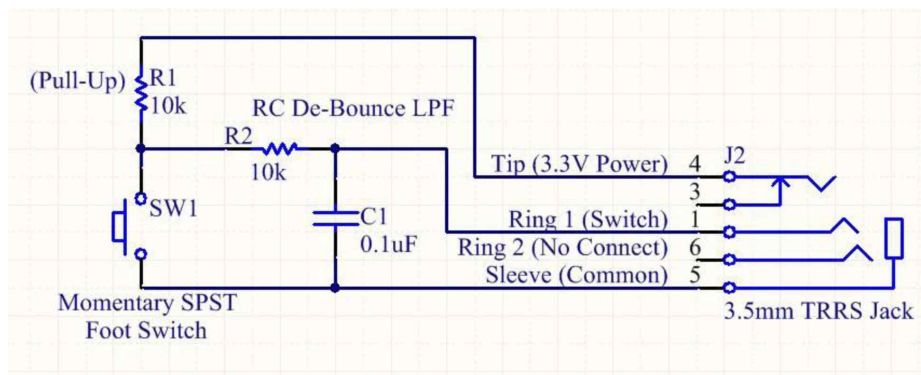 (Pull-Up)
R1
10k
RC De-Bounce LPF
R2
10k
SW1
C1
0.1uF
Momentary SPST
Foot Switch
Tip (3.3V Power) 4
J2
3
Ring 1 (Switch) 1
Ring 2 (No Connect) 6
Sleeve (Common) 5
3.5mm TRRS Jack